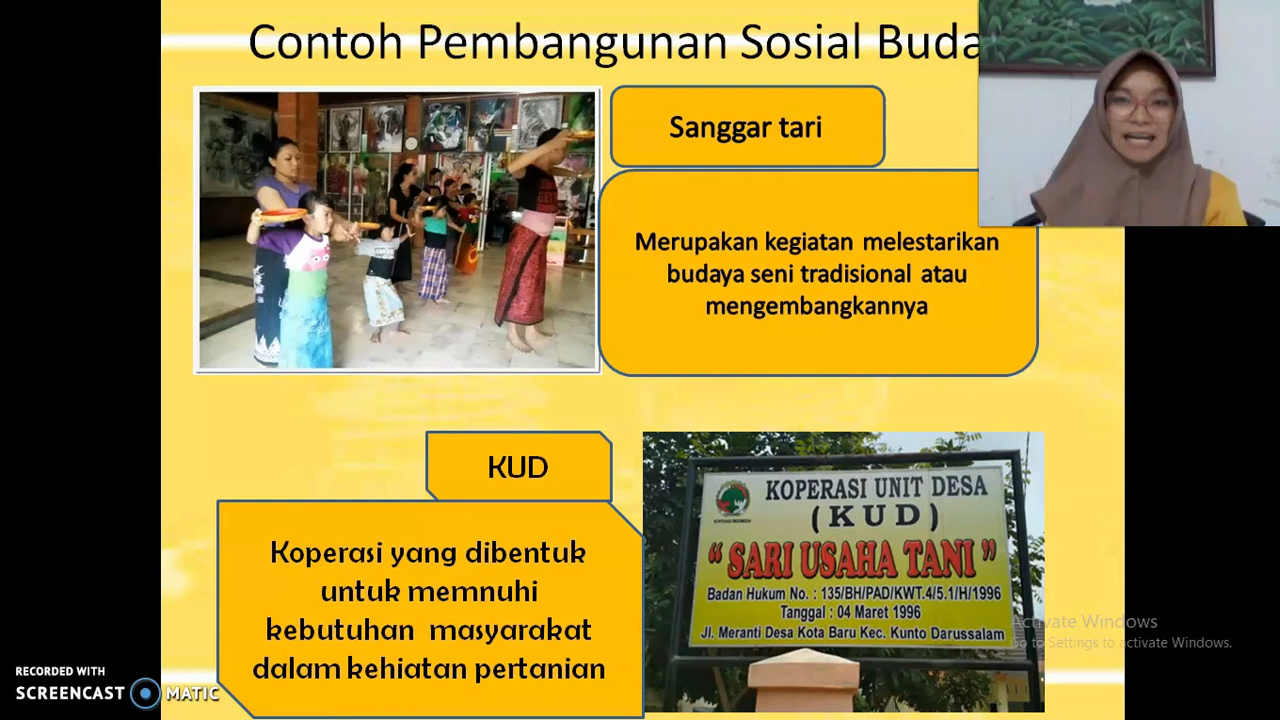 Contoh Pembangunan Sosial Buda
Sanggar tari
Merupakan kegiatan melestarikan
budaya seni tradisional atau
mengembangkannya
KUD
Koperasi yang dibentuk
untuk memnuhi
kebutuhan masyarakat
dalam kehiatan pertanian
KOPERASI UNIT DESA
( K U D )
“ SARI USAHA TANI ”
Badan Hukum No. : 135/BH/PAD/KWT.4/5.1/H/1996
Tanggal : 04 Maret 1996
Jl. Meranti Desa Kota Baru Kec. Kunto Darussalam
KOPERASI INDONESIA
Activate Windows
Go to Settings to activate Windows.
RECORDED WITH
SCREENCAST MATIC